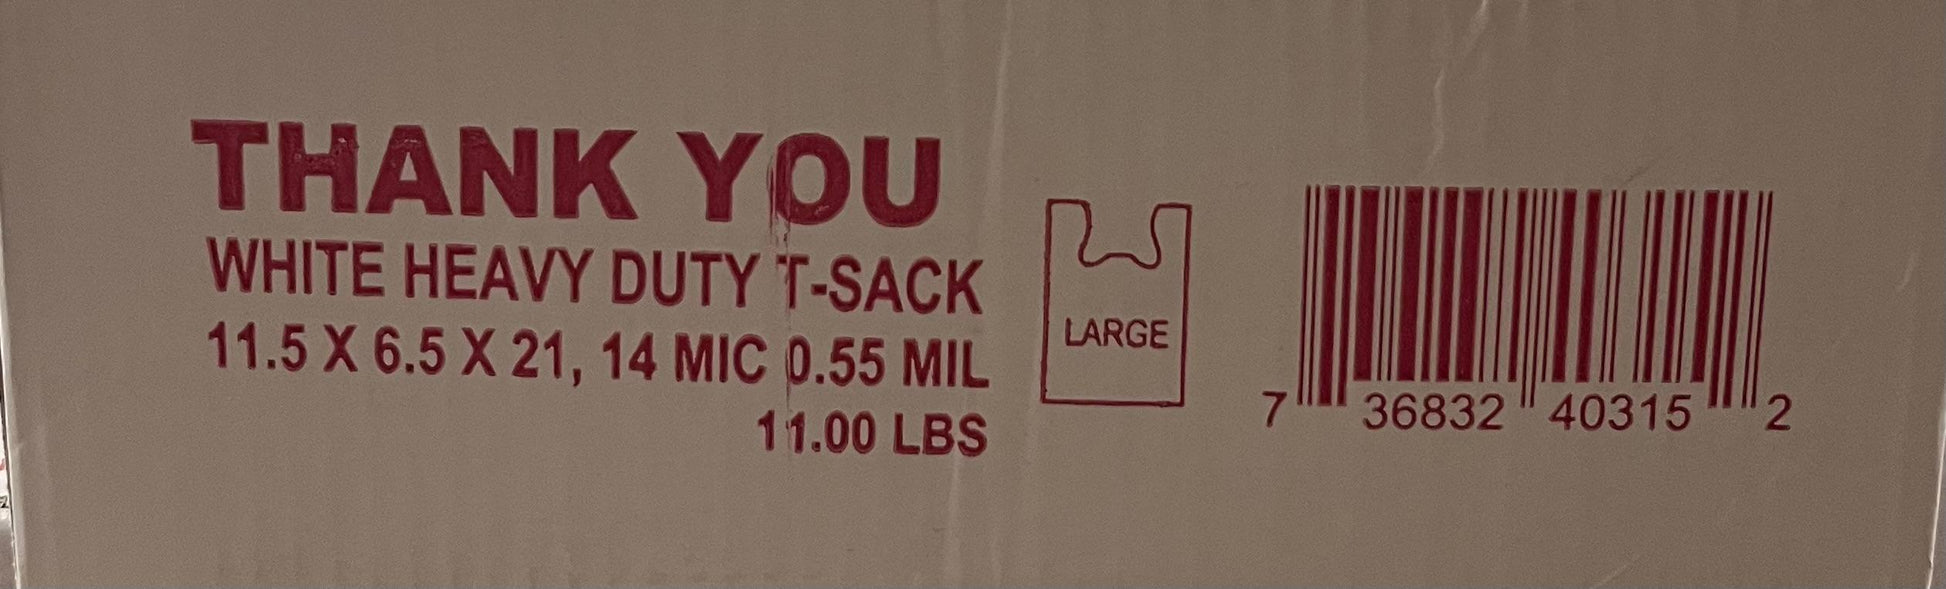 THANK YOU
WHITE HEAVY DUTY T-SACK
11.5 X 6.5 X 21, 14 MIC 0.55 MIL
11.00 LBS
LARGE
7 36832 40315 2